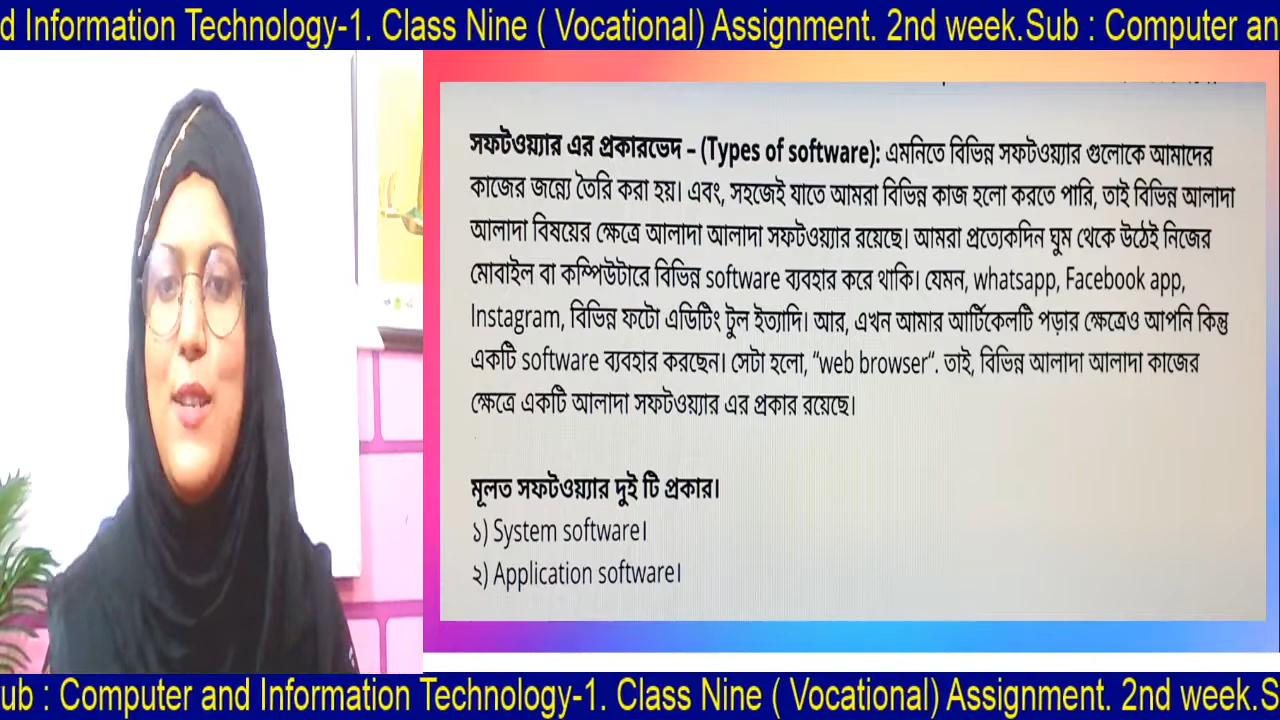 d Information Technology-1. Class Nine ( Vocational) Assignment. 2nd week.Sub : Computer an
সফটওয়্যার এর প্রকারভেদ – (Types of software): এমনিতে বিভিন্ন সফটওয়্যার গুলোকে আমাদের
কাজের জন্যে তৈরি করা হয়। এবং, সহজেই যাতে আমরা বিভিন্ন কাজ হলো করতে পারি, তাই বিভিন্ন আলাদা
আলাদা বিষয়ের ক্ষেত্রে আলাদা আলাদা সফটওয়্যার রয়েছে। আমরা প্রত্যেকদিন ঘুম থেকে উঠেই নিজের
মোবাইল বা কম্পিউটারে বিভিন্ন software ব্যবহার করে থাকি। যেমন, whatsapp, Facebook app,
Instagram, বিভিন্ন ফটো এডিটিং টুল ইত্যাদি। আর, এখন আমার আর্টিকেলটি পড়ার ক্ষেত্রেও আপনি কিন্তু
একটি software ব্যবহার করছেন। সেটা হলো, “web browser“. তাই, বিভিন্ন আলাদা আলাদা কাজের
ক্ষেত্রে একটি আলাদা সফটওয়্যার এর প্রকার রয়েছে।
মূলত সফটওয়্যার দুই টি প্রকার।
১) System software।
২) Application software।
ub : Computer and Information Technology-1. Class Nine ( Vocational) Assignment. 2nd week.S